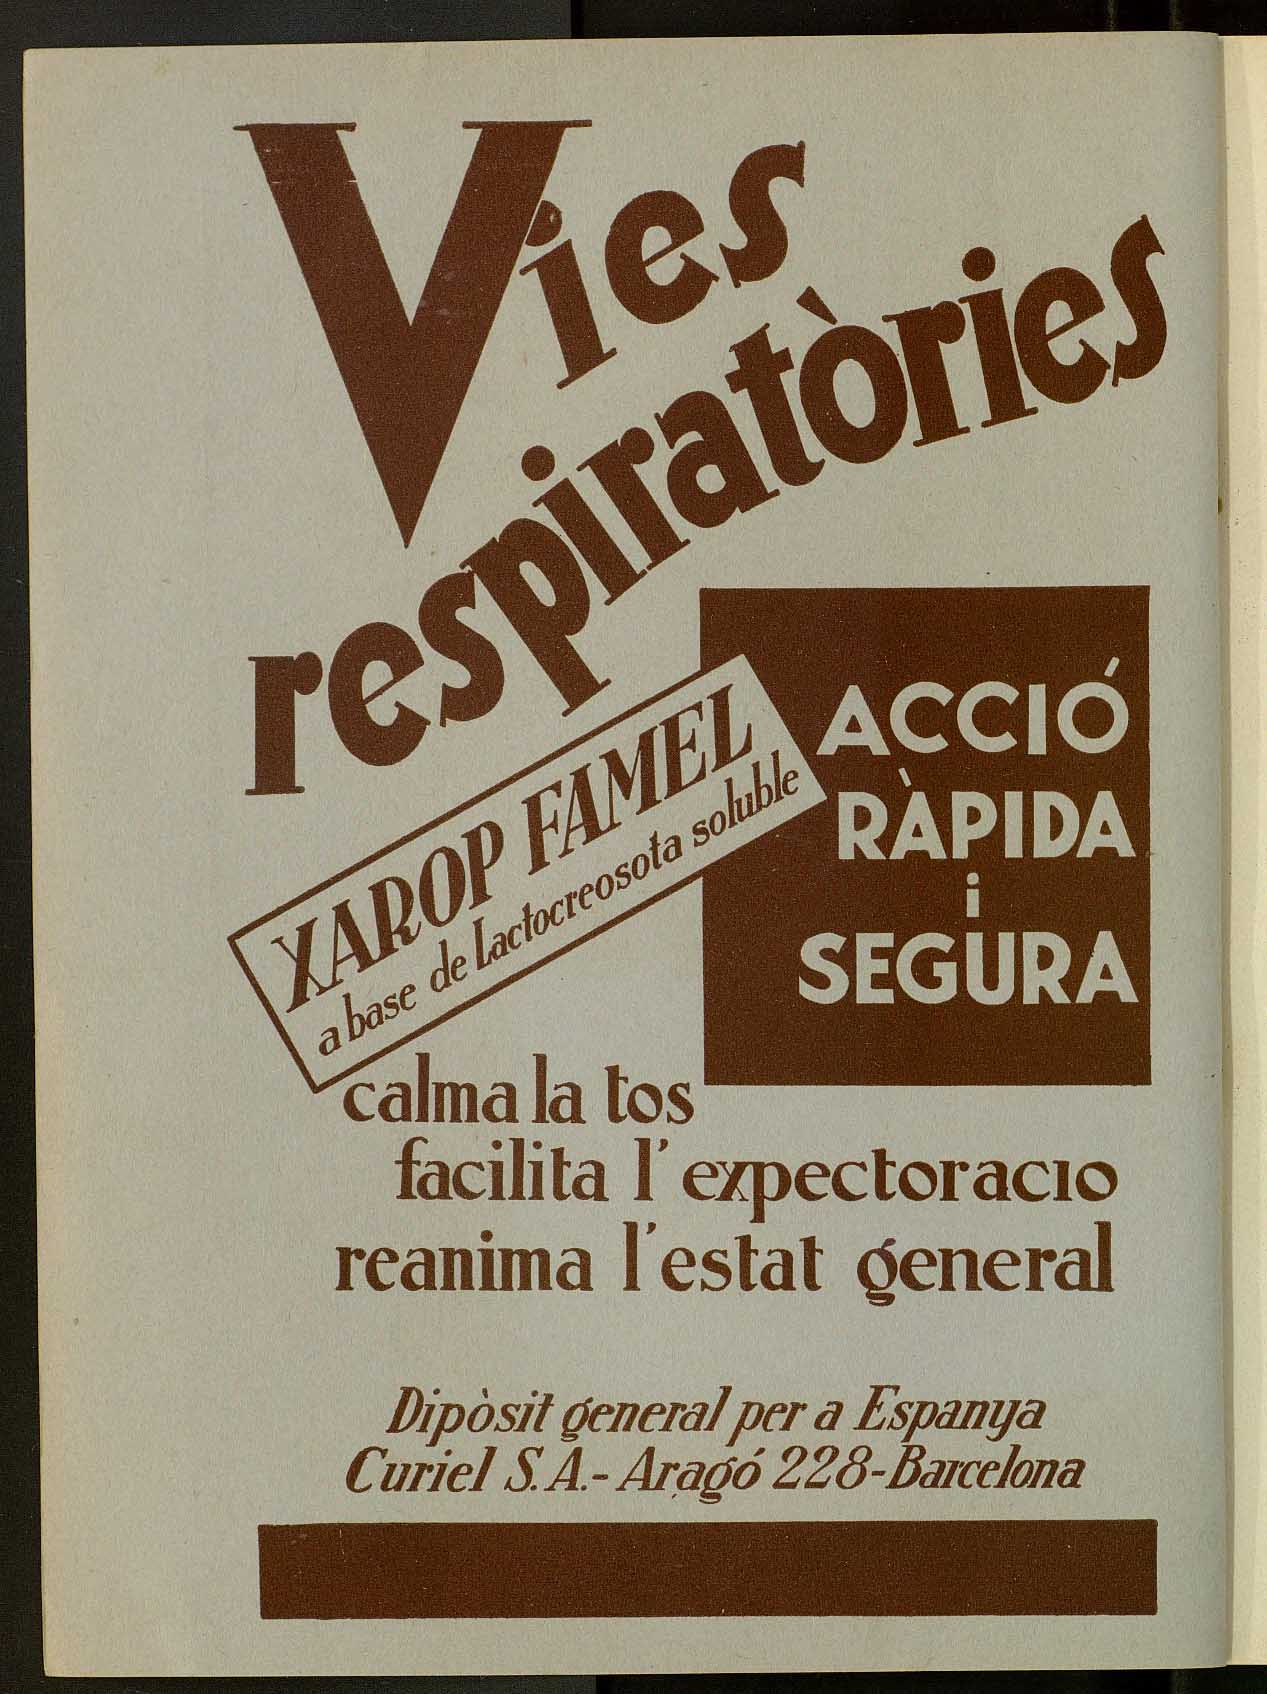 Vies
respiratòries
XAROP FAMEL
a base de Lactocreosota soluble
ACCIÓ
RÀPIDA
i
SEGURA
calma la tos
facilita l'expectoracio
reanima l'estat general
Dipòsit general per a Espanya
Curiel S.A.-Aragó 228-Barcelona